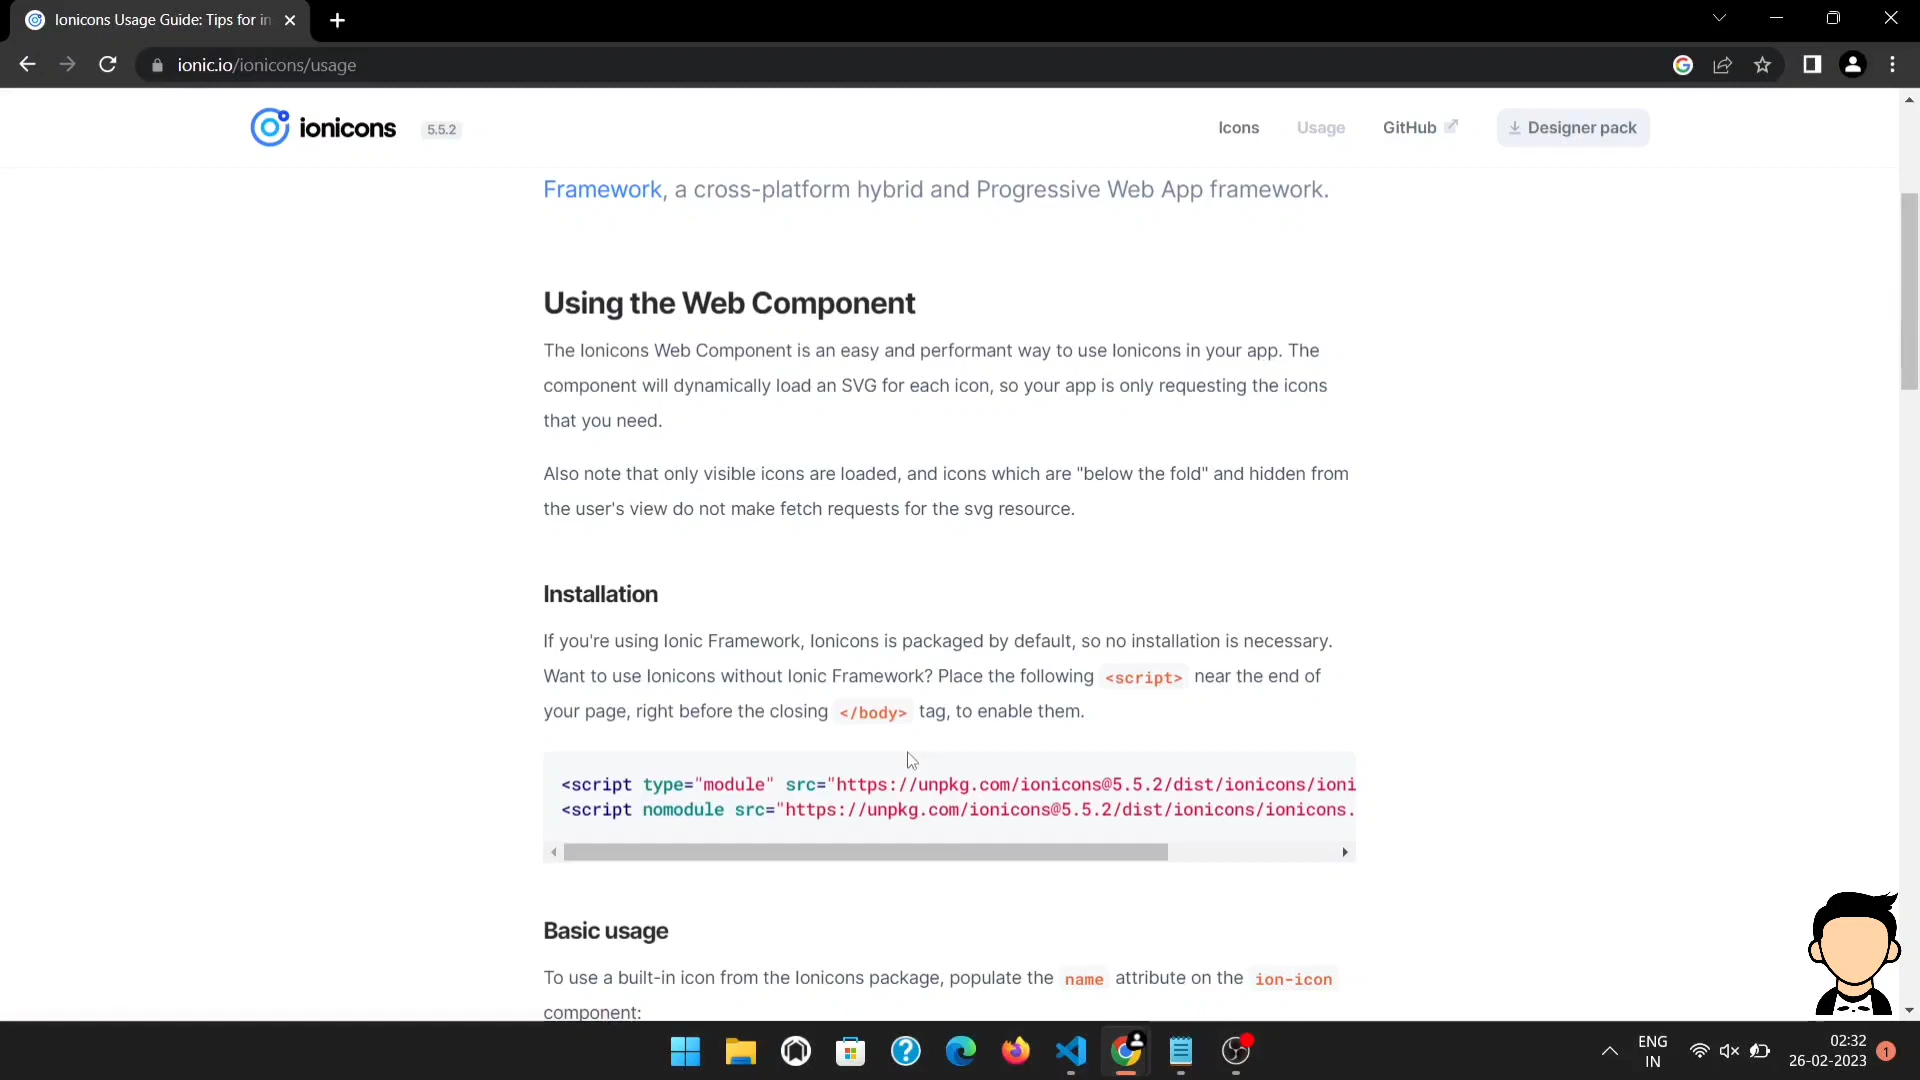 Ionicons Usage Guide: Tips for in
ionic.io/ionicons/usage
ionicons 5.5.2 Icons Usage GitHub Designer pack
Framework, a cross-platform hybrid and Progressive Web App framework.
Using the Web Component
The Ionicons Web Component is an easy and performant way to use Ionicons in your app. The
component will dynamically load an SVG for each icon, so your app is only requesting the icons
that you need.
Also note that only visible icons are loaded, and icons which are "below the fold" and hidden from
the user's view do not make fetch requests for the svg resource.
Installation
If you're using Ionic Framework, Ionicons is packaged by default, so no installation is necessary.
Want to use Ionicons without Ionic Framework? Place the following <script> near the end of
your page, right before the closing </body> tag, to enable them.
<script type="module" src="https://unpkg.com/ionicons@5.5.2/dist/ionicons/ioni
<script nomodule src="https://unpkg.com/ionicons@5.5.2/dist/ionicons/ionicons.
Basic usage
To use a built-in icon from the Ionicons package, populate the name attribute on the ion-icon
component:
ENG
IN
02:32
26-02-2023
1